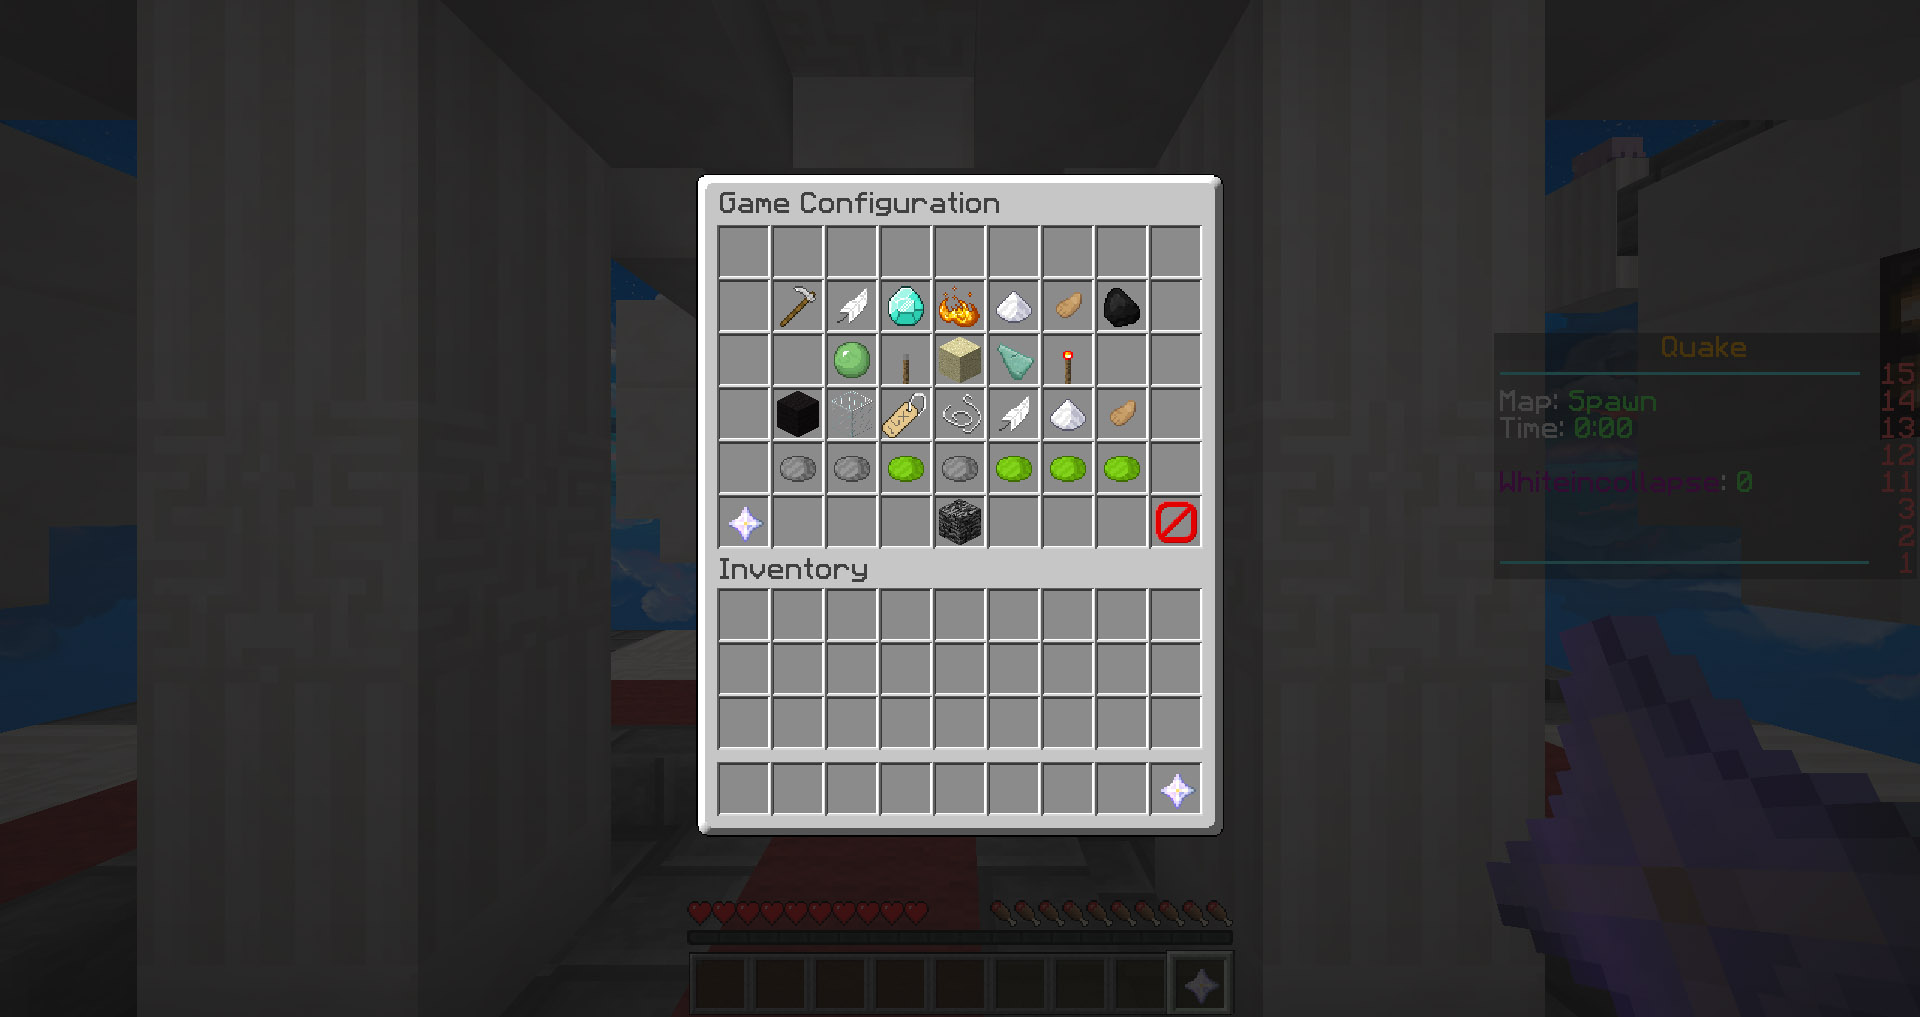 Game Configuration
Inventory
Quake
15
Map: Spawn 14
Time: 0:00 13
12
Whiteincollapse: 0 11
3
2
1